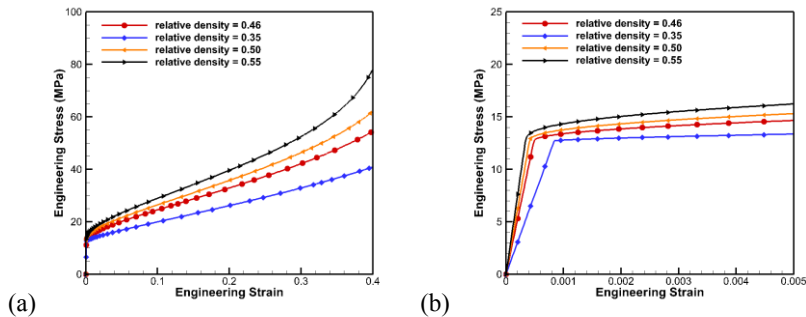 100
80
60
40
20
0
Engineering Stress (MPa)
relative density = 0.46
relative density = 0.35
relative density = 0.50
relative density = 0.55
0
0.1
0.2
0.3
0.4
Engineering Strain
(a)
25
20
15
10
5
0
Engineering Stress (MPa)
relative density = 0.46
relative density = 0.35
relative density = 0.50
relative density = 0.55
0
0.001
0.002
0.003
0.004
0.005
Engineering Strain
(b)